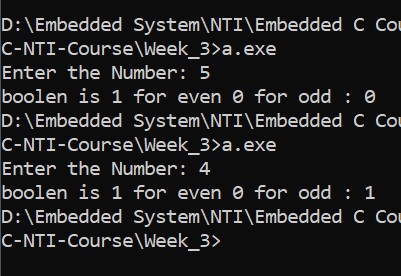 D:\Embedded System\NTI\Embedded C Cou
C-NTI-Course\Week_3>a.exe
Enter the Number: 5
boolen is 1 for even 0 for odd : 0
D:\Embedded System\NTI\Embedded C Cou
C-NTI-Course\Week_3>a.exe
Enter the Number: 4
boolen is 1 for even 0 for odd : 1
D:\Embedded System\NTI\Embedded C Cou
C-NTI-Course\Week_3>